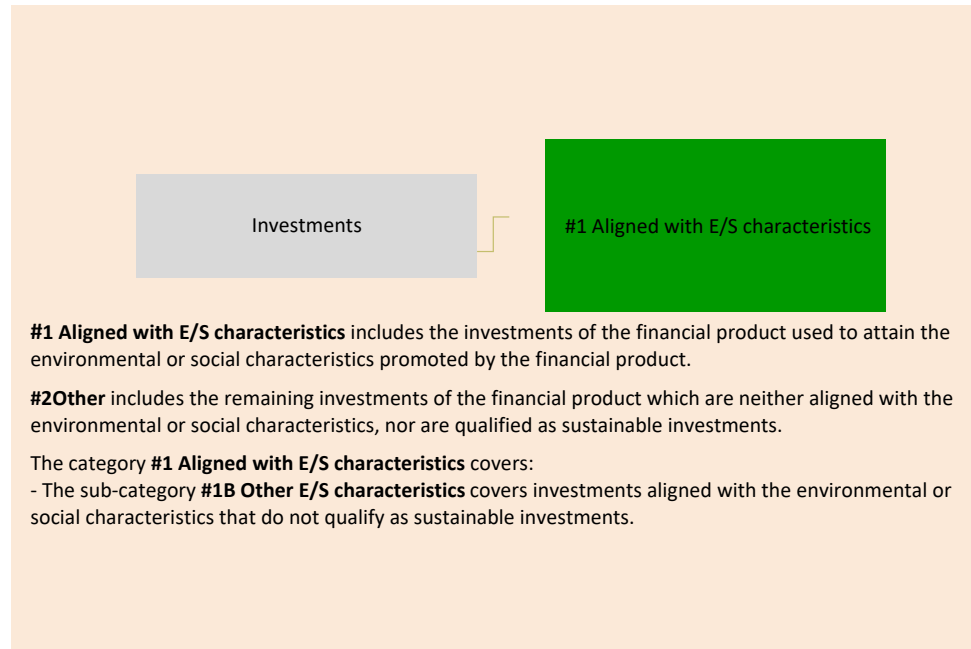 Investments
#1 Aligned with E/S characteristics
#1 Aligned with E/S characteristics includes the investments of the financial product used to attain the
environmental or social characteristics promoted by the financial product.
#2Other includes the remaining investments of the financial product which are neither aligned with the
environmental or social characteristics, nor are qualified as sustainable investments.
The category #1 Aligned with E/S characteristics covers:
- The sub-category #1B Other E/S characteristics covers investments aligned with the environmental or
social characteristics that do not qualify as sustainable investments.